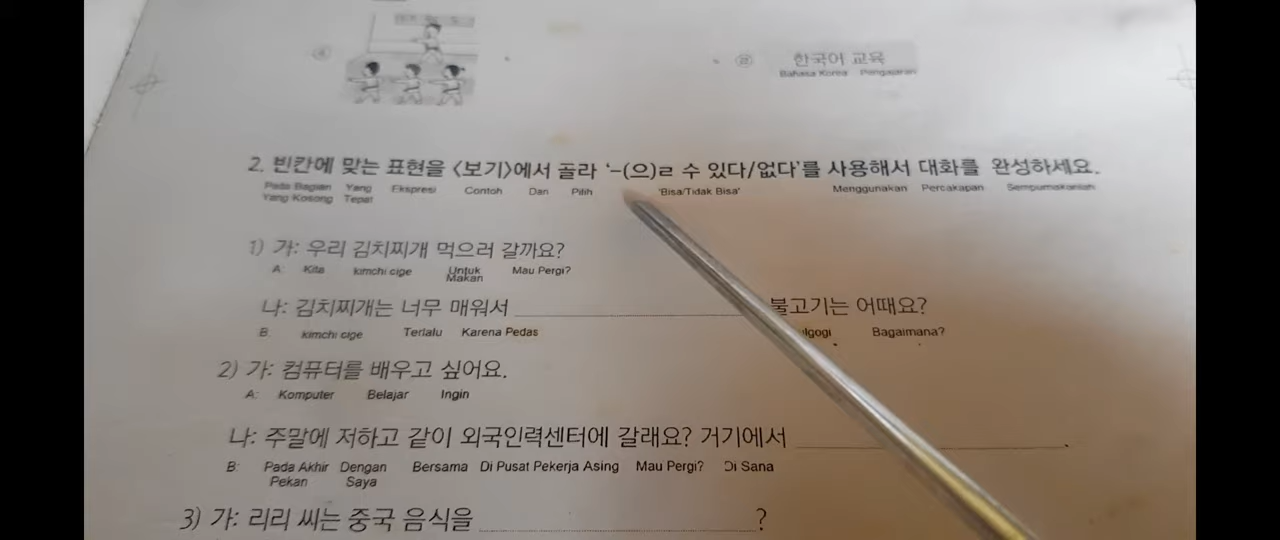 한국어 교육
Bahasa Korea Pengajaran
2. 빈칸에 맞는 표현을 〈보기〉에서 골라 '-(으)ㄹ 수 있다/없다'를 사용해서 대화를 완성하세요.
Pada Bagian Yang Ekspresi Contoh Dari Pilih 'Bisa/Tidak Bisa' Menggunakan Percakapan Sempurnakanlah
Yang Kosong Tepat
1) 가: 우리 김치찌개 먹으러 갈까요?
A: Kita kimchi cige Untuk Mau Pergi?
Makan
나: 김치찌개는 너무 매워서 불고기는 어때요?
B: kimchi cige Terlalu Karena Pedas Bagaimana?
2) 가: 컴퓨터를 배우고 싶어요.
A: Komputer Belajar Ingin
나: 주말에 저하고 같이 외국인력센터에 갈래요? 거기에서 .
B: Pada Akhir Dengan Bersama Di Pusat Pekerja Asing Mau Pergi? Di Sana
Pekan Saya
3) 가: 리리 씨는 중국 음식을 ?